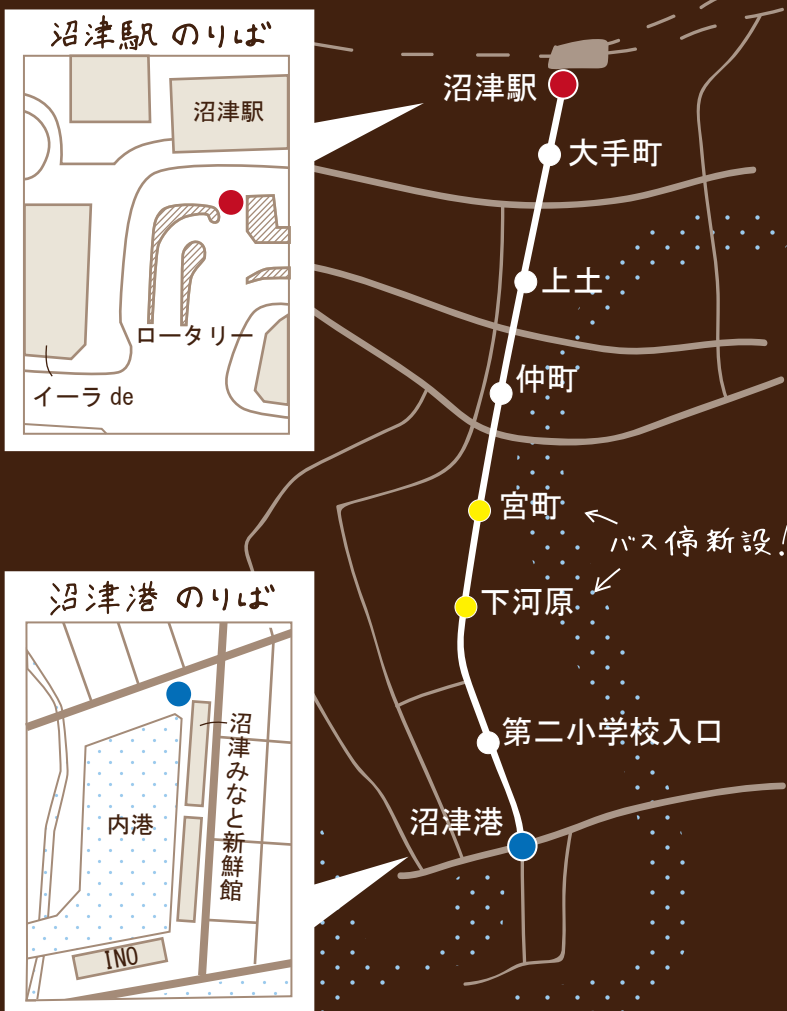 沼津駅 のりば
沼津駅
ロータリー
イーラ de
沼津駅
大手町
上土
仲町
宮町
バス停新設!
下河原
第二小学校入口
沼津港
沼津港 のりば
沼津みなと新鮮館
内港
INO